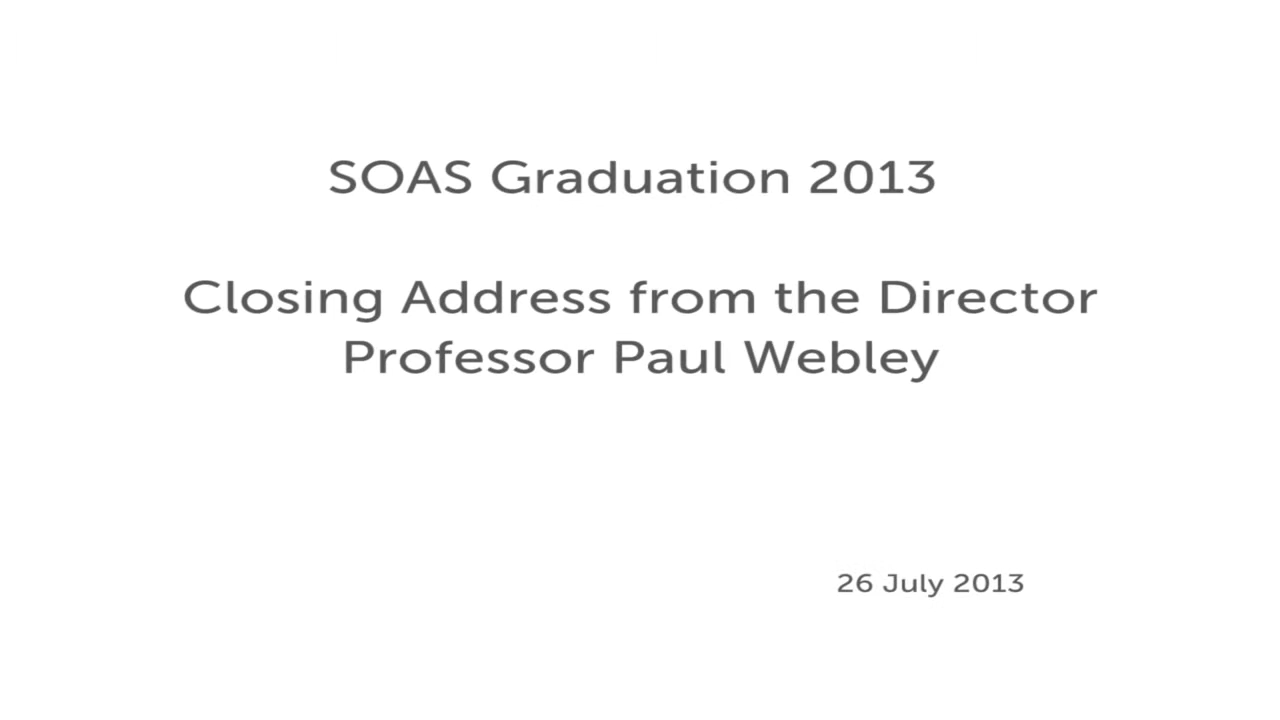 SOAS Graduation 2013
Closing Address from the Director
Professor Paul Webley
26 July 2013